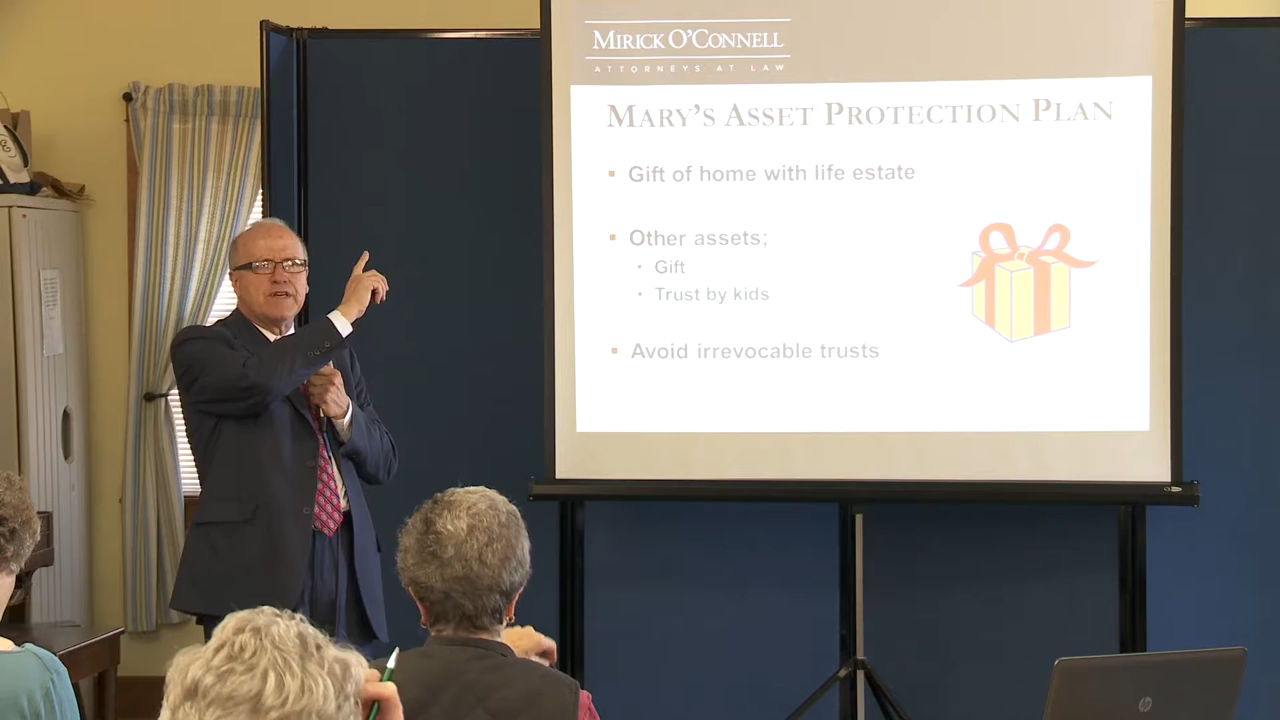 MIRICK O'CONNELL
ATTORNEYS AT LAW
MARY'S ASSET PROTECTION PLAN
▪ Gift of home with life estate
▪ Other assets;
• Gift
• Trust by kids
▪ Avoid irrevocable trusts
hp